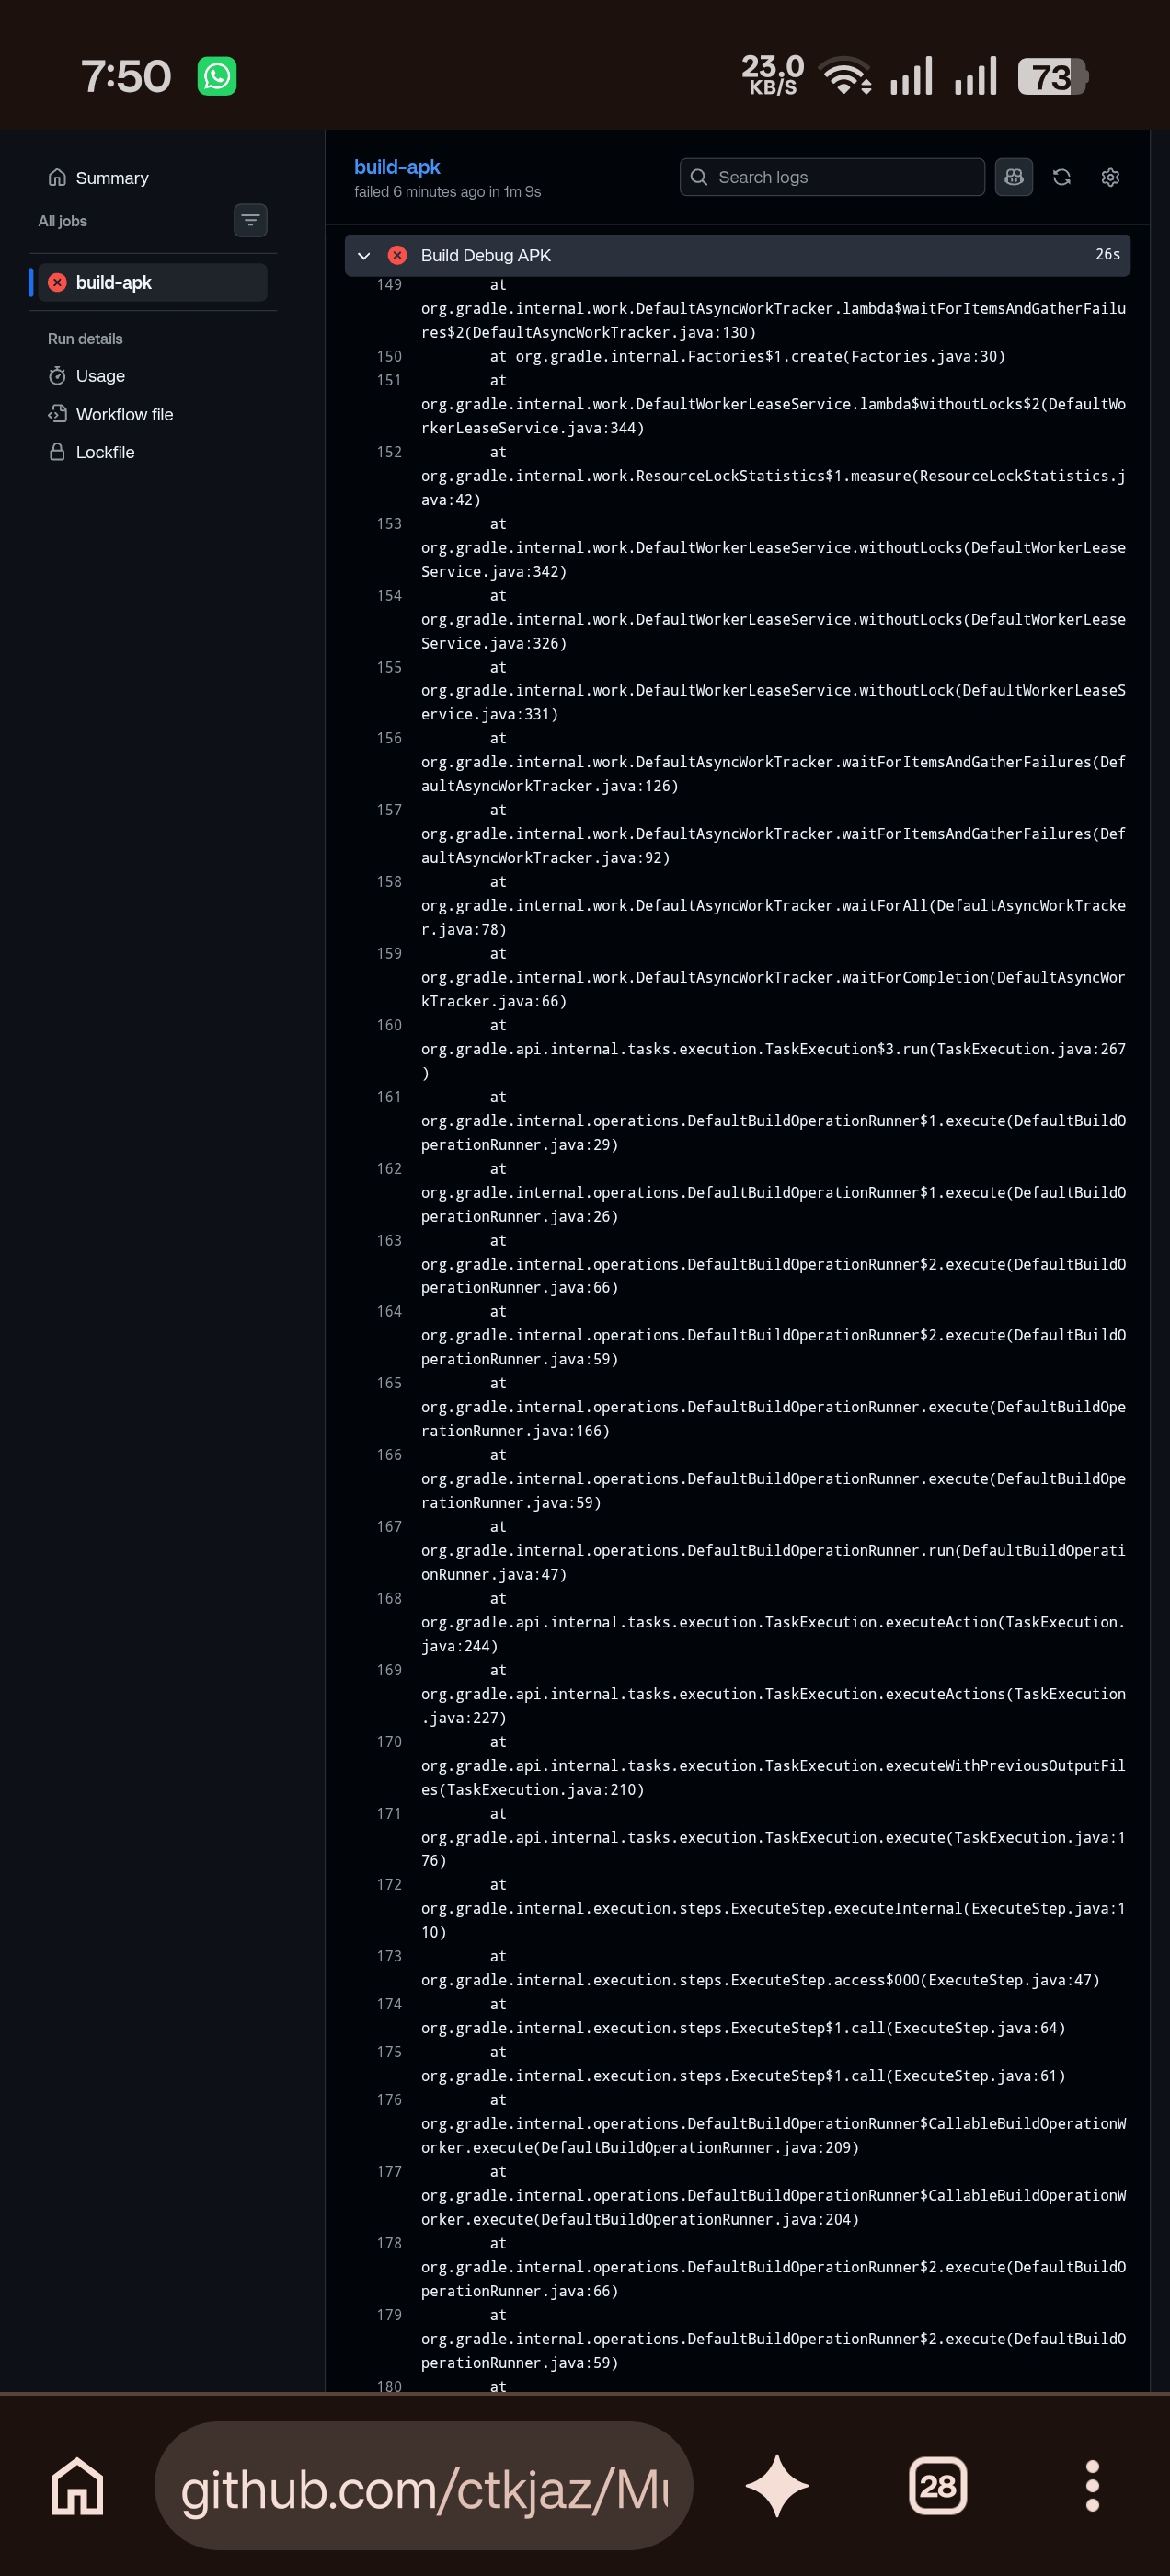 7:50
23.0
KB/S
73
Summary
All jobs
build-apk
Run details
Usage
Workflow file
Lockfile
build-apk
failed 6 minutes ago in 1m 9s
Search logs
Build Debug APK
26s
149 at
org.gradle.internal.work.DefaultAsyncWorkTracker.lambda$waitForItemsAndGatherFailu
res$2(DefaultAsyncWorkTracker.java:130)
150 at org.gradle.internal.Factories$1.create(Factories.java:30)
151 at
org.gradle.internal.work.DefaultWorkerLeaseService.lambda$withoutLocks$2(DefaultWo
rkerLeaseService.java:344)
152 at
org.gradle.internal.work.ResourceLockStatistics$1.measure(ResourceLockStatistics.j
ava:42)
153 at
org.gradle.internal.work.DefaultWorkerLeaseService.withoutLocks(DefaultWorkerLease
Service.java:342)
154 at
org.gradle.internal.work.DefaultWorkerLeaseService.withoutLocks(DefaultWorkerLease
Service.java:326)
155 at
org.gradle.internal.work.DefaultWorkerLeaseService.withoutLock(DefaultWorkerLeaseS
ervice.java:331)
156 at
org.gradle.internal.work.DefaultAsyncWorkTracker.waitForItemsAndGatherFailures(Def
aultAsyncWorkTracker.java:126)
157 at
org.gradle.internal.work.DefaultAsyncWorkTracker.waitForItemsAndGatherFailures(Def
aultAsyncWorkTracker.java:92)
158 at
org.gradle.internal.work.DefaultAsyncWorkTracker.waitForAll(DefaultAsyncWorkTracke
r.java:78)
159 at
org.gradle.internal.work.DefaultAsyncWorkTracker.waitForCompletion(DefaultAsyncWor
kTracker.java:66)
160 at
org.gradle.api.internal.tasks.execution.TaskExecution$3.run(TaskExecution.java:267
)
161 at
org.gradle.internal.operations.DefaultBuildOperationRunner$1.execute(DefaultBuildO
perationRunner.java:29)
162 at
org.gradle.internal.operations.DefaultBuildOperationRunner$1.execute(DefaultBuildO
perationRunner.java:26)
163 at
org.gradle.internal.operations.DefaultBuildOperationRunner$2.execute(DefaultBuildO
perationRunner.java:66)
164 at
org.gradle.internal.operations.DefaultBuildOperationRunner$2.execute(DefaultBuildO
perationRunner.java:59)
165 at
org.gradle.internal.operations.DefaultBuildOperationRunner.execute(DefaultBuildOpe
rationRunner.java:166)
166 at
org.gradle.internal.operations.DefaultBuildOperationRunner.execute(DefaultBuildOpe
rationRunner.java:59)
167 at
org.gradle.internal.operations.DefaultBuildOperationRunner.run(DefaultBuildOperati
onRunner.java:47)
168 at
org.gradle.api.internal.tasks.execution.TaskExecution.executeAction(TaskExecution.
java:244)
169 at
org.gradle.api.internal.tasks.execution.TaskExecution.executeActions(TaskExecution
.java:227)
170 at
org.gradle.api.internal.tasks.execution.TaskExecution.executeWithPreviousOutputFil
es(TaskExecution.java:210)
171 at
org.gradle.api.internal.tasks.execution.TaskExecution.execute(TaskExecution.java:1
76)
172 at
org.gradle.internal.execution.steps.ExecuteStep.executeInternal(ExecuteStep.java:1
10)
173 at
org.gradle.internal.execution.steps.ExecuteStep.access$000(ExecuteStep.java:47)
174 at
org.gradle.internal.execution.steps.ExecuteStep$1.call(ExecuteStep.java:64)
175 at
org.gradle.internal.execution.steps.ExecuteStep$1.call(ExecuteStep.java:61)
176 at
org.gradle.internal.operations.DefaultBuildOperationRunner$CallableBuildOperationW
orker.execute(DefaultBuildOperationRunner.java:209)
177 at
org.gradle.internal.operations.DefaultBuildOperationRunner$CallableBuildOperationW
orker.execute(DefaultBuildOperationRunner.java:204)
178 at
org.gradle.internal.operations.DefaultBuildOperationRunner$2.execute(DefaultBuildO
perationRunner.java:66)
179 at
org.gradle.internal.operations.DefaultBuildOperationRunner$2.execute(DefaultBuildO
perationRunner.java:59)
180 at
github.com/ctkjaz/Mu
28